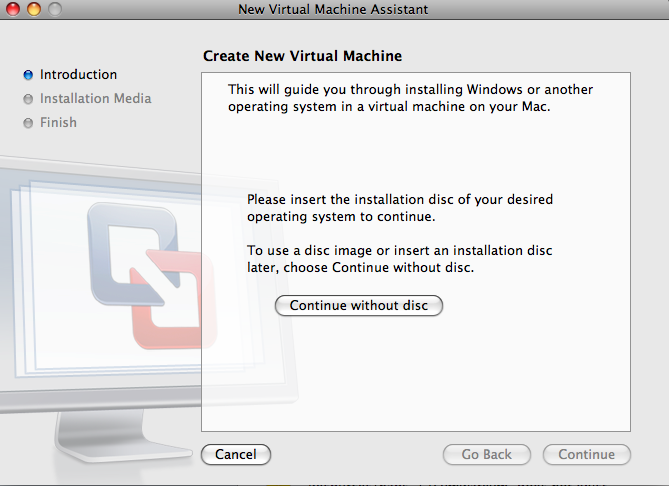 New Virtual Machine Assistant
Create New Virtual Machine
Introduction
Installation Media
Finish
This will guide you through installing Windows or another
operating system in a virtual machine on your Mac.
Please insert the installation disc of your desired
operating system to continue.
To use a disc image or insert an installation disc
later, choose Continue without disc.
Continue without disc
Cancel
Go Back
Continue